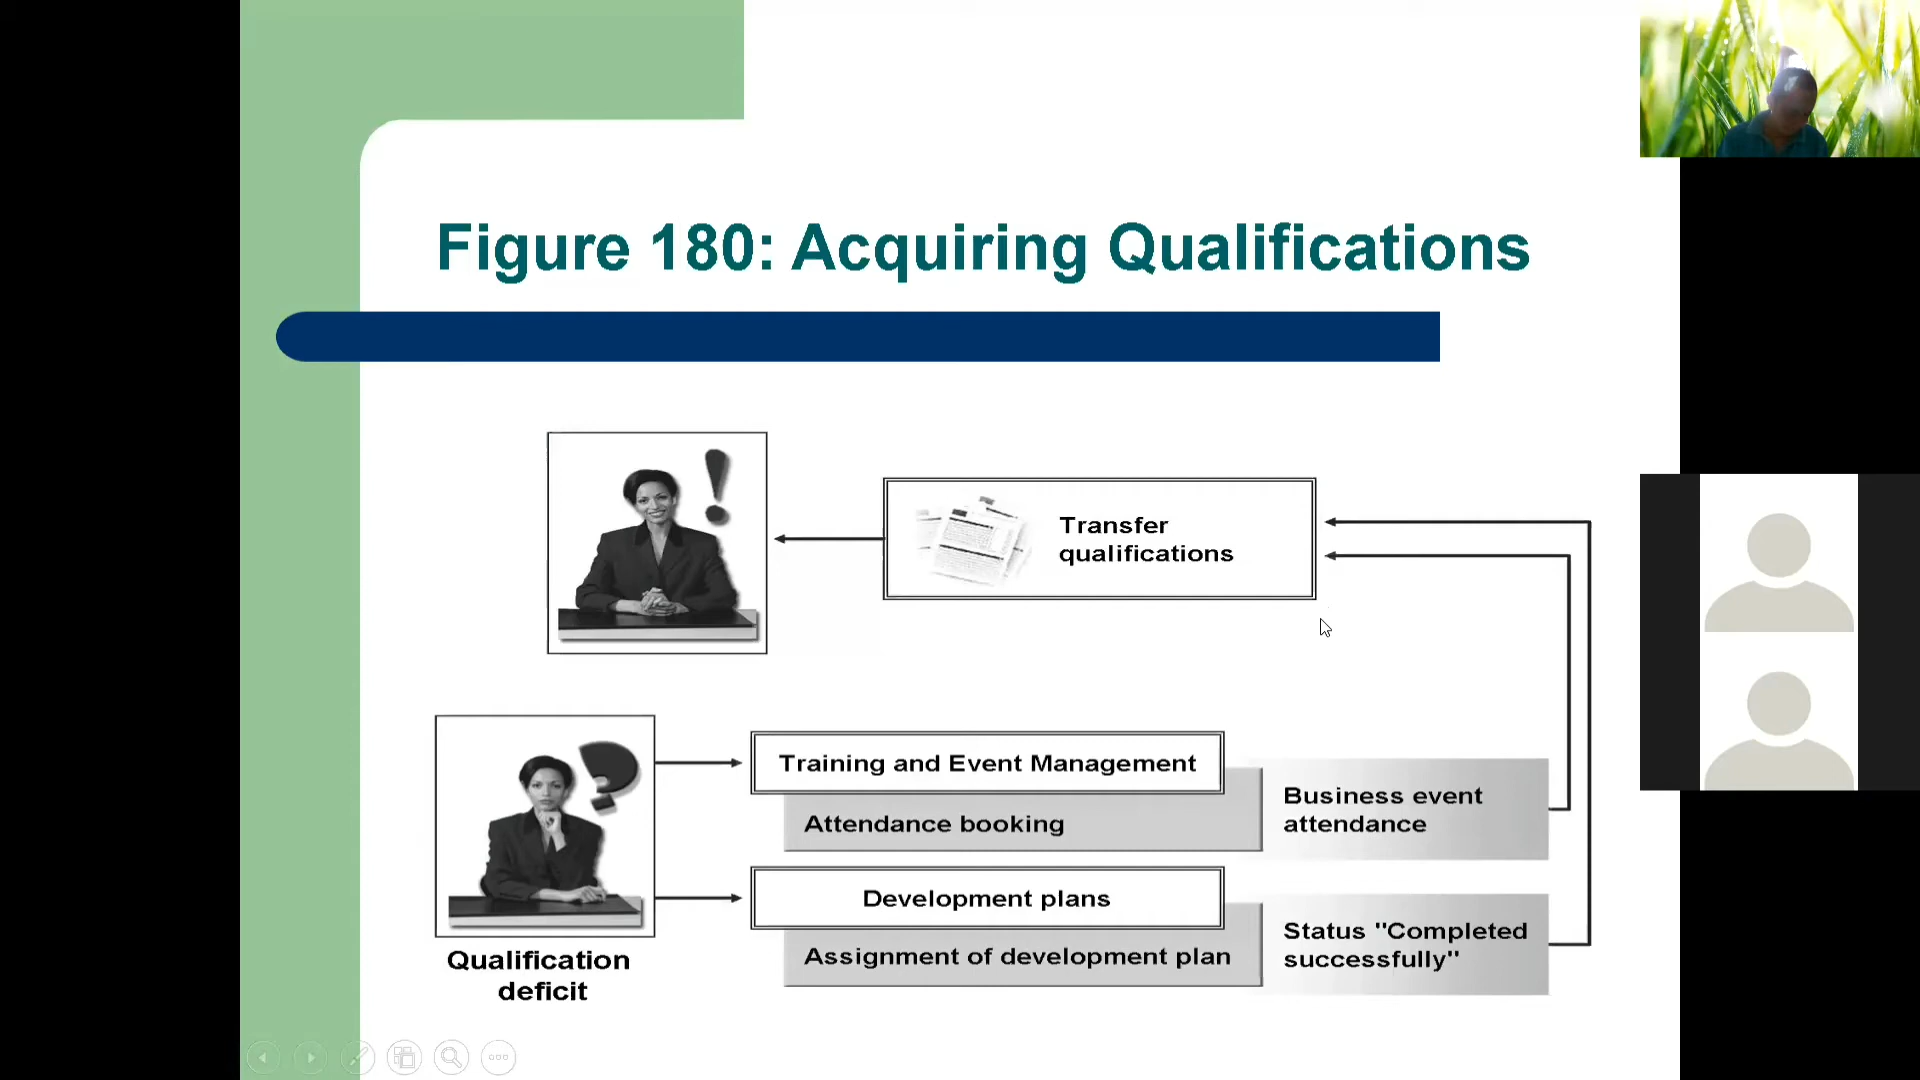 Figure 180: Acquiring Qualifications
Transfer
qualifications
Training and Event Management
Attendance booking
Business event
attendance
Development plans
Assignment of development plan
Status "Completed
successfully"
Qualification
deficit